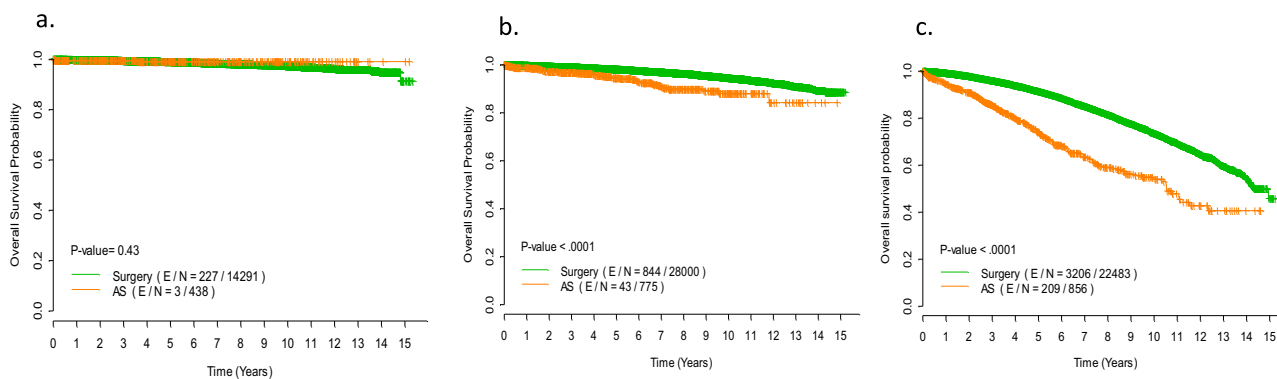 a.
Overall Survival Probability
1.0
0.8
0.6
0.4
0.2
0.0
P-value= 0.43
Surgery ( E / N = 227 / 14291)
AS ( E / N = 3 / 438)
0 1 2 3 4 5 6 7 8 9 10 11 12 13 14 15
Time (Years)
b.
Overall Survival Probability
1.0
0.8
0.6
0.4
0.2
0.0
P-value < .0001
Surgery ( E / N = 844 / 28000)
AS ( E / N = 43 / 775)
0 1 2 3 4 5 6 7 8 9 10 11 12 13 14 15
Time (Years)
c.
Overall survival probability
1.0
0.8
0.6
0.4
0.2
0.0
P-value < .0001
Surgery ( E / N = 3206 / 22483)
AS ( E / N = 209 / 856)
0 1 2 3 4 5 6 7 8 9 10 11 12 13 14 15
Time (Years)